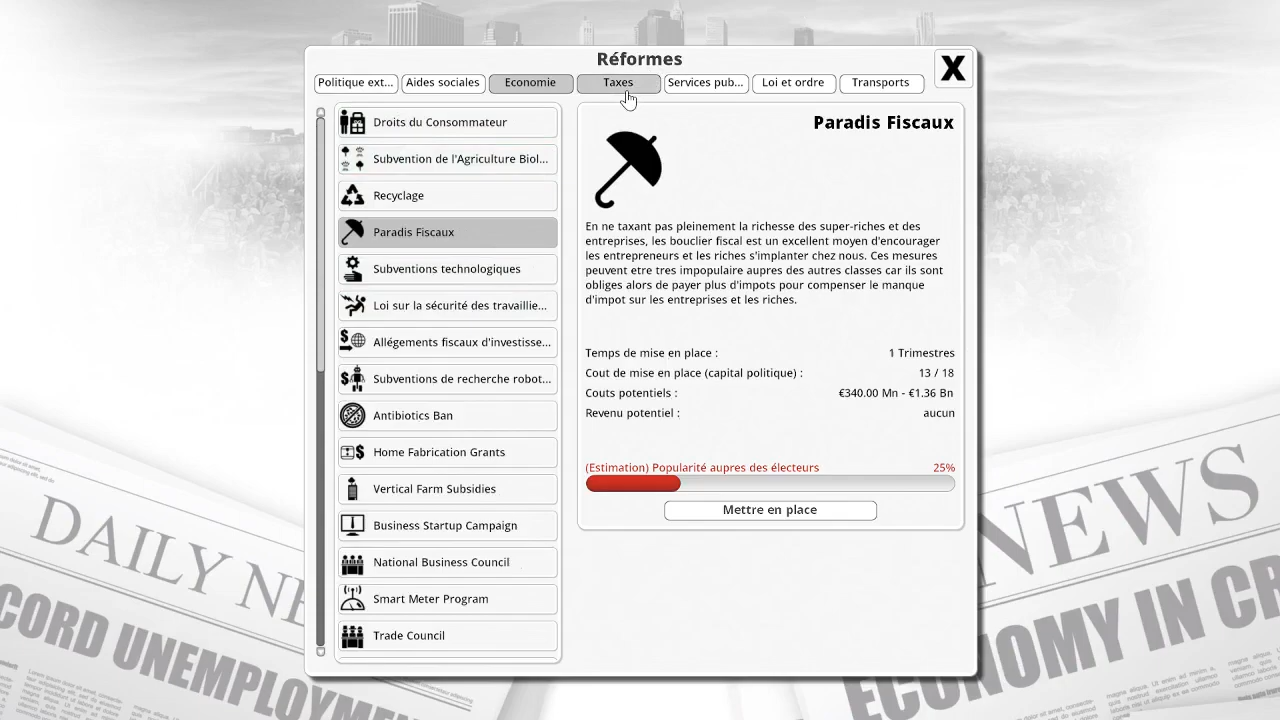 Réformes
X
Politique ext...
Aides sociales
Economie
Taxes
Services pub...
Loi et ordre
Transports
Droits du Consommateur
Subvention de l'Agriculture Biol...
Recyclage
Paradis Fiscaux
Subventions technologiques
Loi sur la sécurité des travaillie...
Allégements fiscaux d'investisse...
Subventions de recherche robot...
Antibiotics Ban
Home Fabrication Grants
Vertical Farm Subsidies
Business Startup Campaign
National Business Council
Smart Meter Program
Trade Council
Paradis Fiscaux
En ne taxant pas pleinement la richesse des super-riches et des
entreprises, les bouclier fiscal est un excellent moyen d'encourager
les entrepreneurs et les riches s'implanter chez nous. Ces mesures
peuvent etre tres impopulaire aupres des autres classes car ils sont
obliges alors de payer plus d'impots pour compenser le manque
d'impot sur les entreprises et les riches.
Temps de mise en place : 1 Trimestres
Cout de mise en place (capital politique) : 13 / 18
Couts potentiels : €340.00 Mn - €1.36 Bn
Revenu potentiel : aucun
(Estimation) Popularité aupres des électeurs 25%
Mettre en place
DAILY NE
CORD UNEMPLOYM
NEWS
ECONOMY IN CR